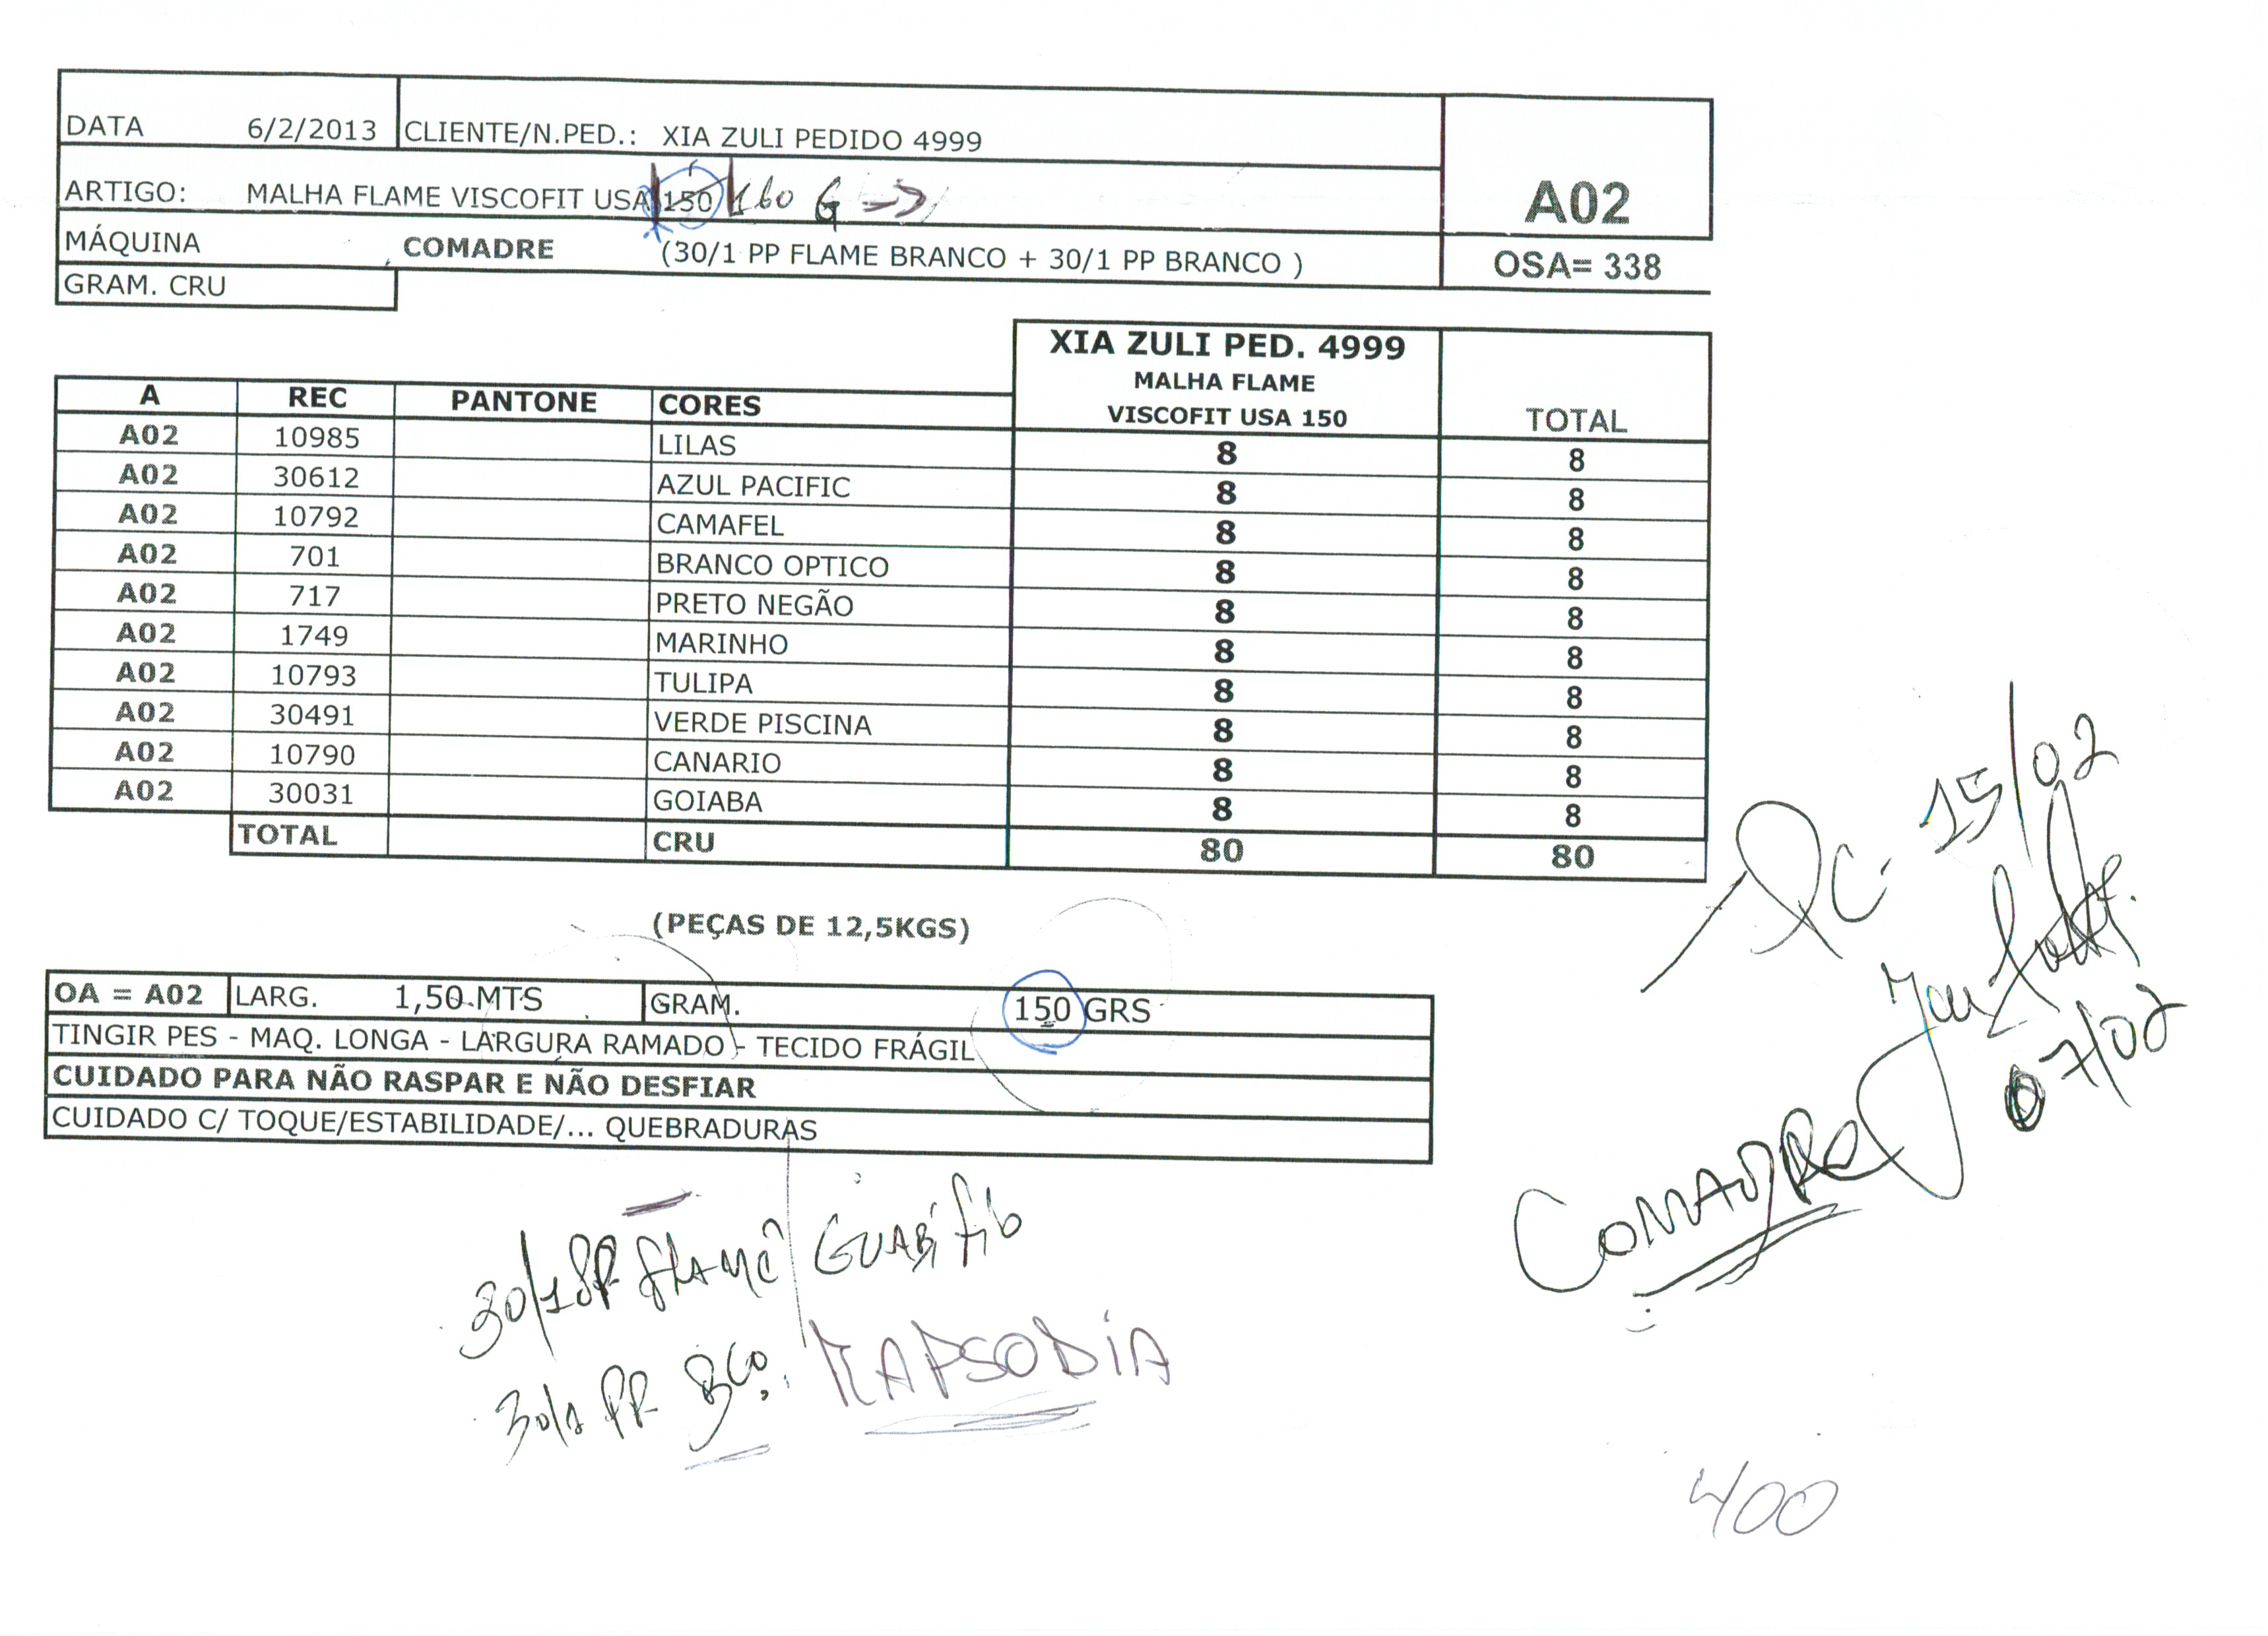 DATA 6/2/2013 CLIENTE/N.PED.: XIA ZULI PEDIDO 4999
A02
ARTIGO: MALHA FLAME VISCOFIT USA 150 160 G
MÁQUINA COMADRE (30/1 PP FLAME BRANCO + 30/1 PP BRANCO )
OSA= 338
GRAM. CRU
XIA ZULI PED. 4999
MALHA FLAME
VISCOFIT USA 150
A REC PANTONE CORES TOTAL
A02 10985 LILAS 8 8
A02 30612 AZUL PACIFIC 8 8
A02 10792 CAMAFEL 8 8
A02 701 BRANCO OPTICO 8 8
A02 717 PRETO NEGÃO 8 8
A02 1749 MARINHO 8 8
A02 10793 TULIPA 8 8
A02 30491 VERDE PISCINA 8 8
A02 10790 CANARIO 8 8
A02 30031 GOIABA 8 8
TOTAL CRU 80 80
(PEÇAS DE 12,5KGS)
OA = A02 LARG. 1,50 MTS GRAM. 150 GRS
TINGIR PES - MAQ. LONGA - LARGURA RAMADO - TECIDO FRÁGIL
CUIDADO PARA NÃO RASPAR E NÃO DESFIAR
CUIDADO C/ TOQUE/ESTABILIDADE/... QUEBRADURAS
15/02
07/02
COMADRE
30/1 PP FLAMÊ
30/1 PP Bco. RAPSODIA
400